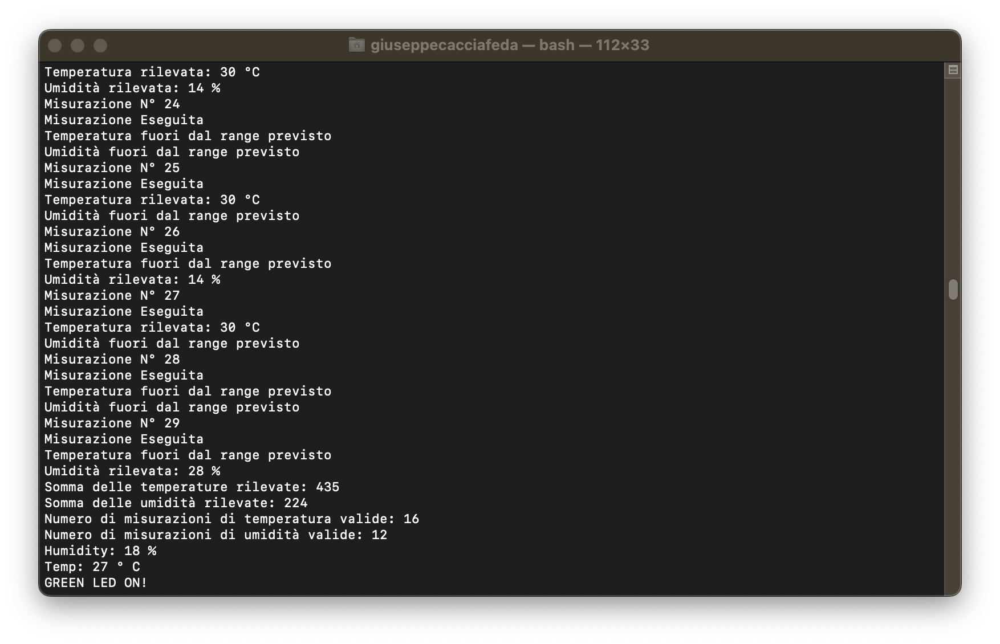 giuseppecacciafeda — bash — 112×33
Temperatura rilevata: 30 °C
Umidità rilevata: 14 %
Misurazione N° 24
Misurazione Eseguita
Temperatura fuori dal range previsto
Umidità fuori dal range previsto
Misurazione N° 25
Misurazione Eseguita
Temperatura rilevata: 30 °C
Umidità fuori dal range previsto
Misurazione N° 26
Misurazione Eseguita
Temperatura fuori dal range previsto
Umidità rilevata: 14 %
Misurazione N° 27
Misurazione Eseguita
Temperatura rilevata: 30 °C
Umidità fuori dal range previsto
Misurazione N° 28
Misurazione Eseguita
Temperatura fuori dal range previsto
Umidità fuori dal range previsto
Misurazione N° 29
Misurazione Eseguita
Temperatura fuori dal range previsto
Umidità rilevata: 28 %
Somma delle temperature rilevate: 435
Somma delle umidità rilevate: 224
Numero di misurazioni di temperatura valide: 16
Numero di misurazioni di umidità valide: 12
Humidity: 18 %
Temp: 27 ° C
GREEN LED ON!